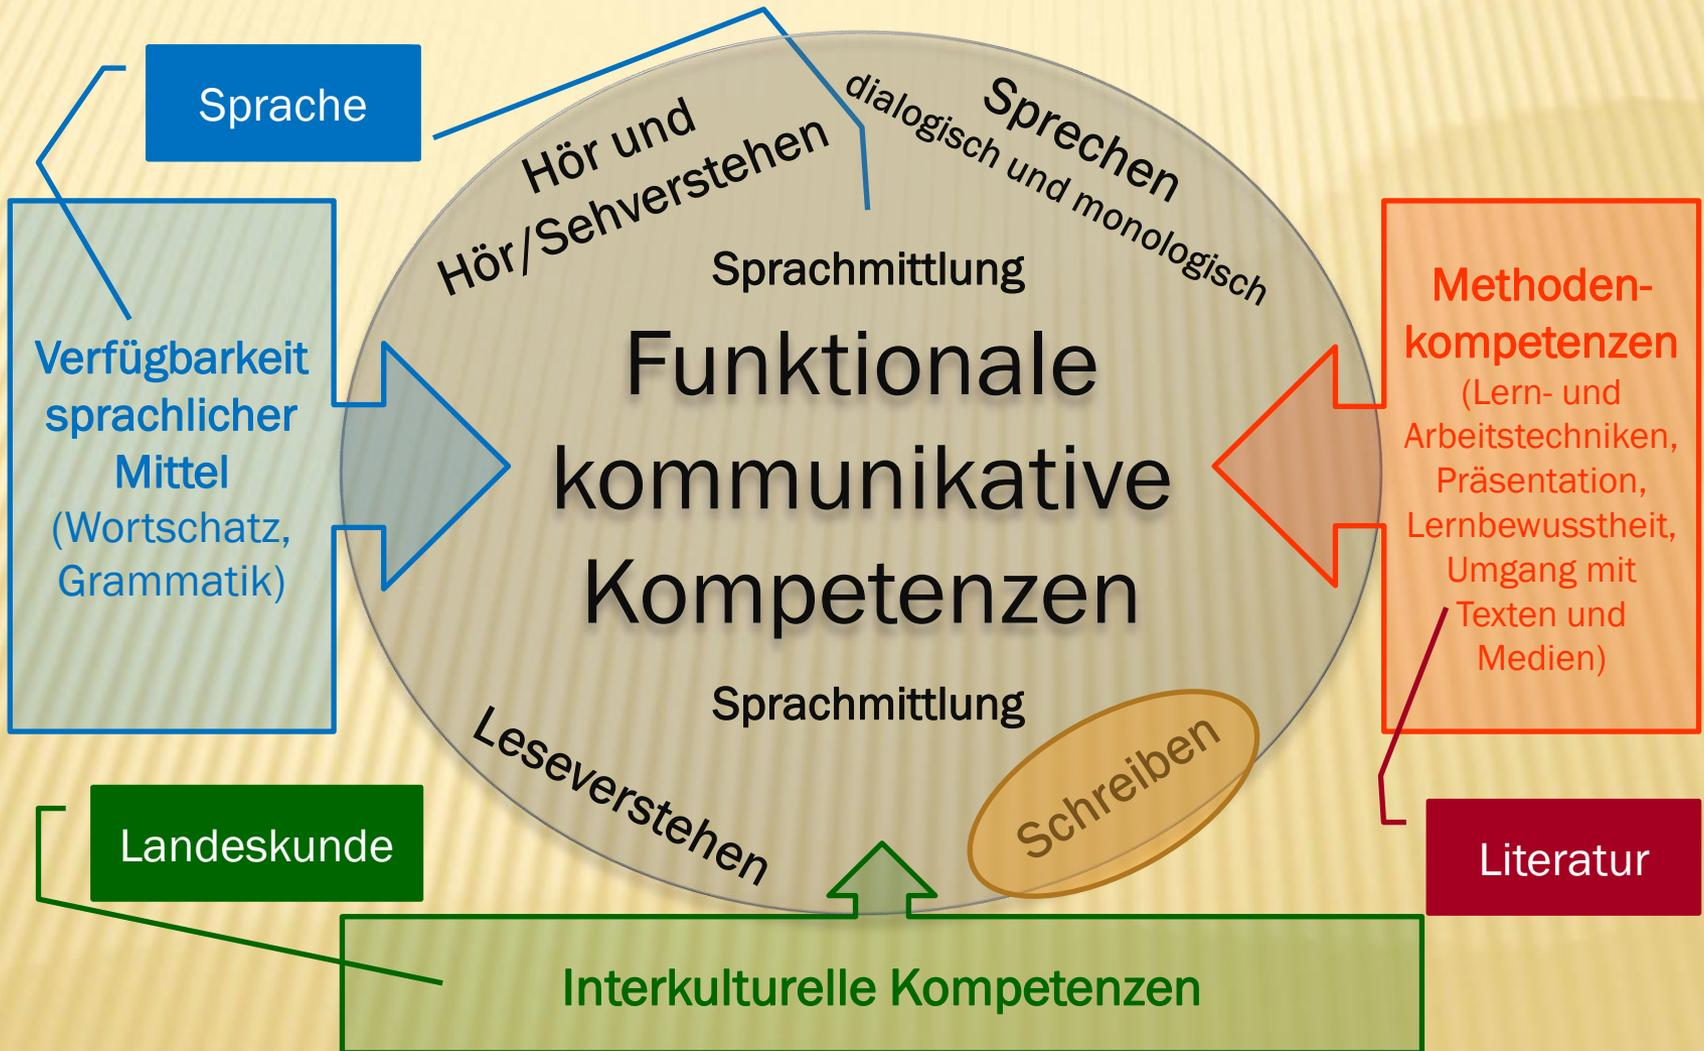 Sprache
Hör und
Hör/Sehverstehen
Sprechen
dialogisch und monologisch
Sprachmittlung
Funktionale
kommunikative
Kompetenzen
Sprachmittlung
Leseverstehen
Schreiben
Verfügbarkeit
sprachlicher
Mittel
(Wortschatz,
Grammatik)
Methoden-
kompetenzen
(Lern- und
Arbeitstechniken,
Präsentation,
Lernbewusstheit,
Umgang mit
Texten und
Medien)
Landeskunde
Literatur
Interkulturelle Kompetenzen